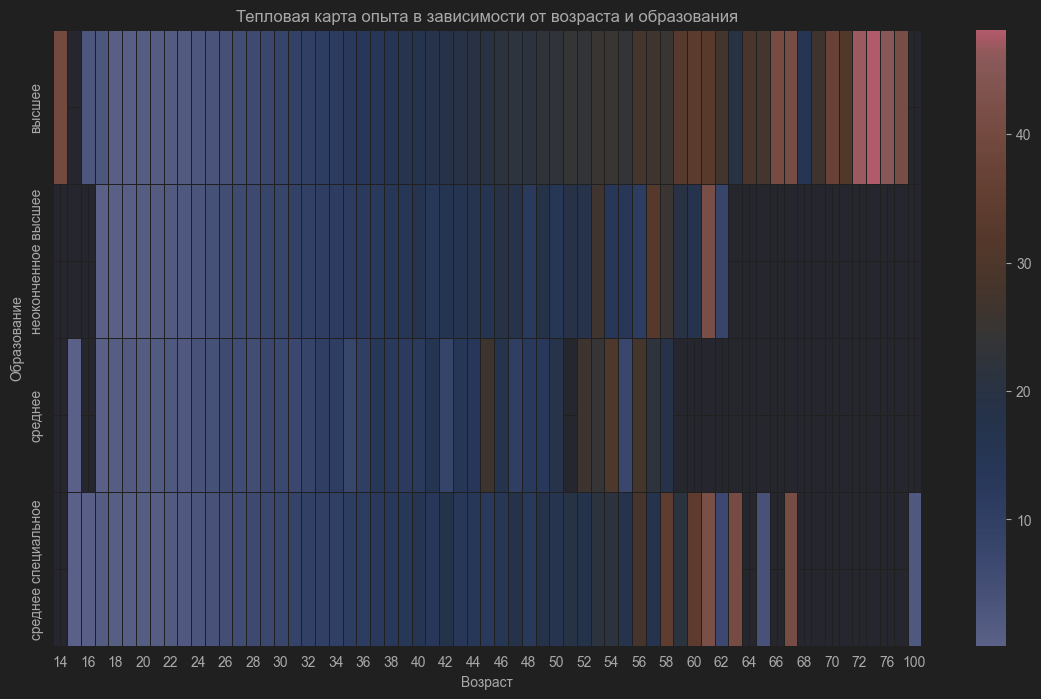 Тепловая карта опыта в зависимости от возраста и образования
Образование
высшее
неоконченное высшее
среднее
среднее специальное
14 16 18 20 22 24 26 28 30 32 34 36 38 40 42 44 46 48 50 52 54 56 58 60 62 64 66 68 70 72 76 100
Возраст
40
30
20
10